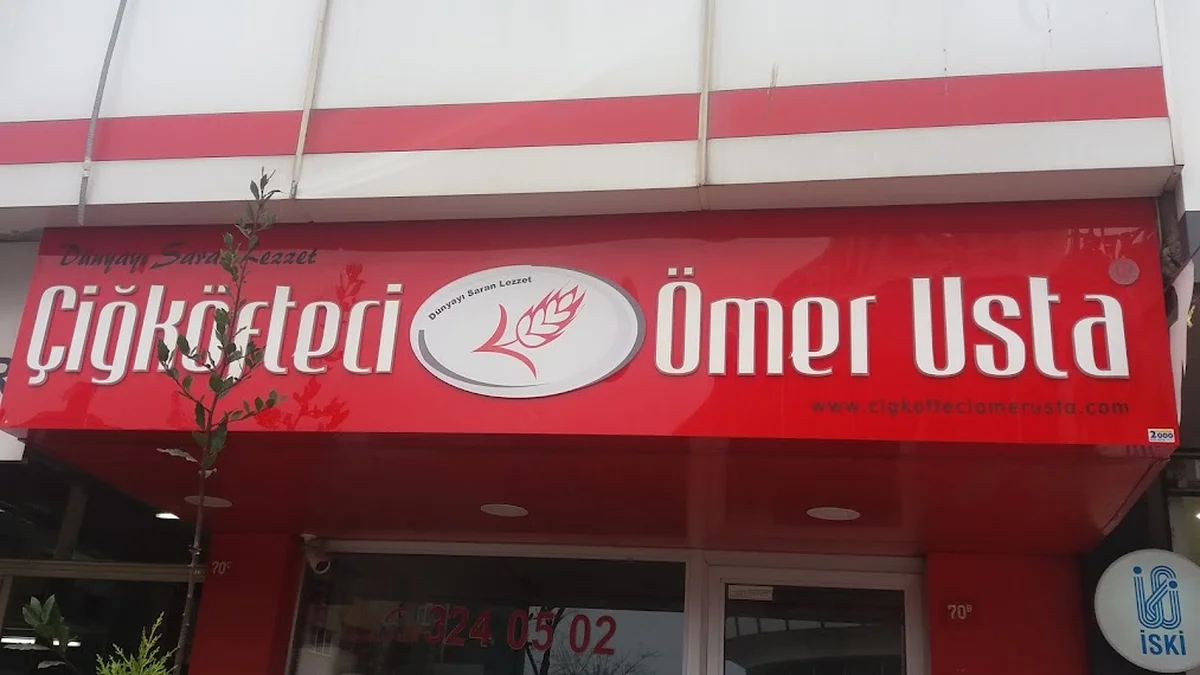 Dünyayı Saran Lezzet
Çiğköfteci
Dünyayı Saran Lezzet
Ömer Usta
www.cigkofteciomerusta.com
2000
70C
324 05 02
70B
İSKİ